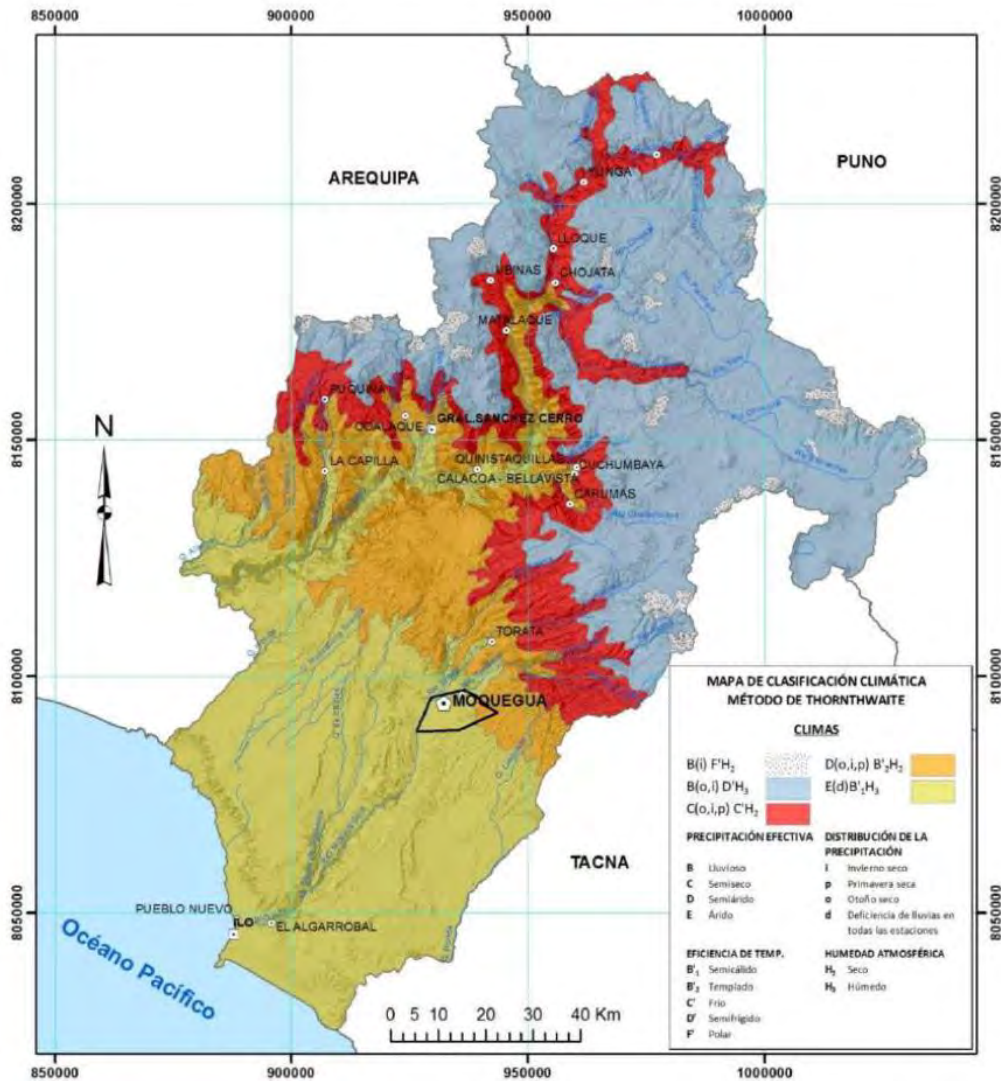 850000 900000 950000 1000000
AREQUIPA
PUNO
YUNGA
8200000
8200000
LLOQUE
UBINAS
CHOJATA
MATALAQUE
PUQUINA
GRAL.SANCHEZ CERRO
N
8150000
8150000
LA CAPILLA
QUINISTAQUILLAS
CUCHUMBAYA
CALACOA - BELLAVISTA
CARUMAS
TORATA
8100000
8100000
MOQUEGUA
TACNA
PUEBLO NUEVO
ILO
EL ALGARROBAL
8050000
8050000
Océano Pacífico
0 5 10 20 30 40 Km
MAPA DE CLASIFICACIÓN CLIMÁTICA
MÉTODO DE THORNTHWAITE
CLIMAS
B(i) F'H₂
D(o,i,p) B'₂H₂
B(o,i) D'H₃
E(d)B'₁H₃
C(o,i,p) C'H₂
PRECIPITACIÓN EFECTIVA
B Lluvioso
C Semiseco
D Semiárido
E Árido
DISTRIBUCIÓN DE LA
PRECIPITACIÓN
i Invierno seco
p Primavera seca
o Otoño seco
d Deficiencia de lluvias en
todas las estaciones
EFICIENCIA DE TEMP.
B'₁ Semicálido
B'₂ Templado
C' Frio
D' Semifrígido
F' Polar
HUMEDAD ATMOSFÉRICA
Seco
H₃ Húmedo
850000 900000 950000 1000000